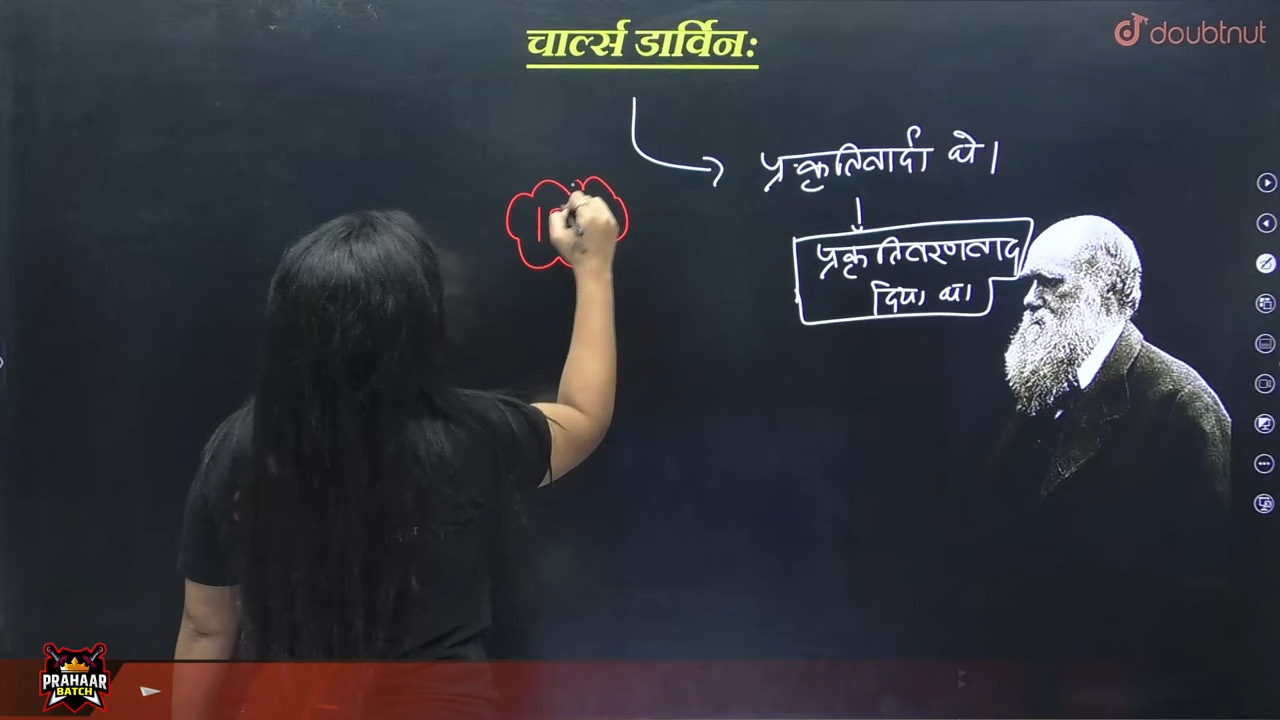 चार्ल्स डार्विन:
doubtnut
प्रकृतिवादी थे।
प्रकृतिवरणवाद
दिया था
PRAHAAR
BATCH